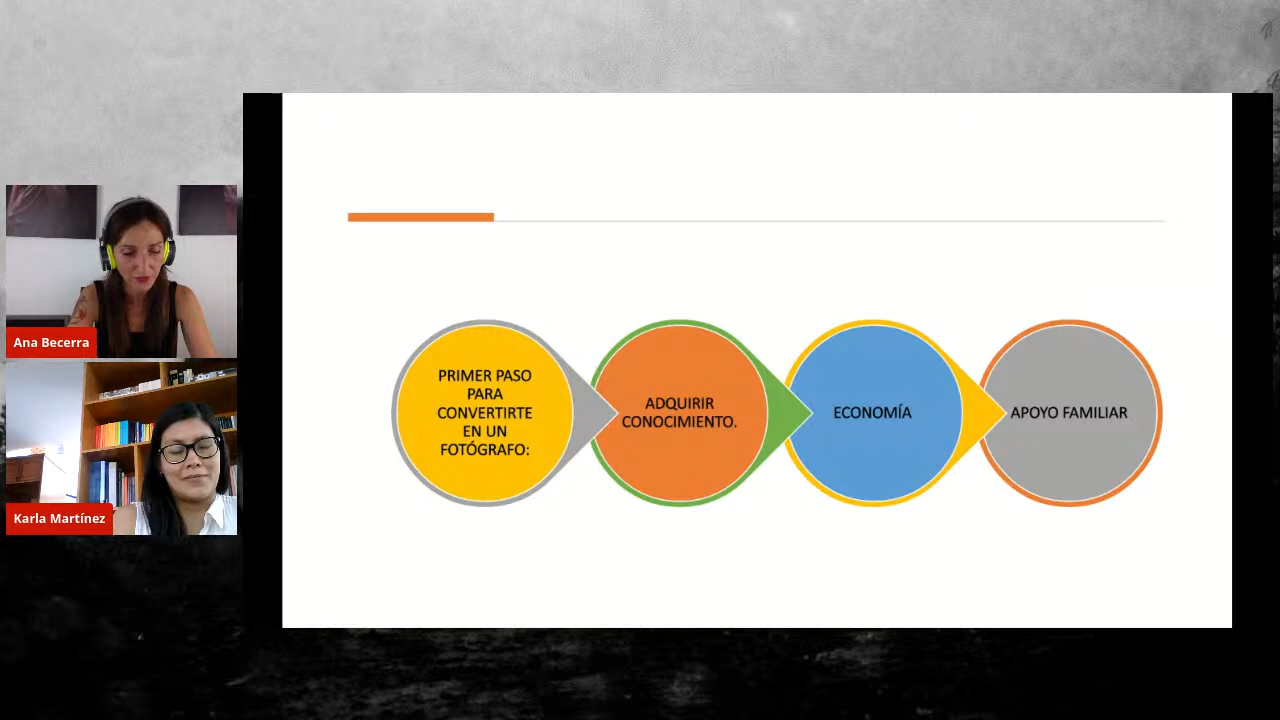 Ana Becerra
Karla Martínez
PRIMER PASO
PARA
CONVERTIRTE
EN UN
FOTÓGRAFO:
ADQUIRIR
CONOCIMIENTO.
ECONOMÍA
APOYO FAMILIAR